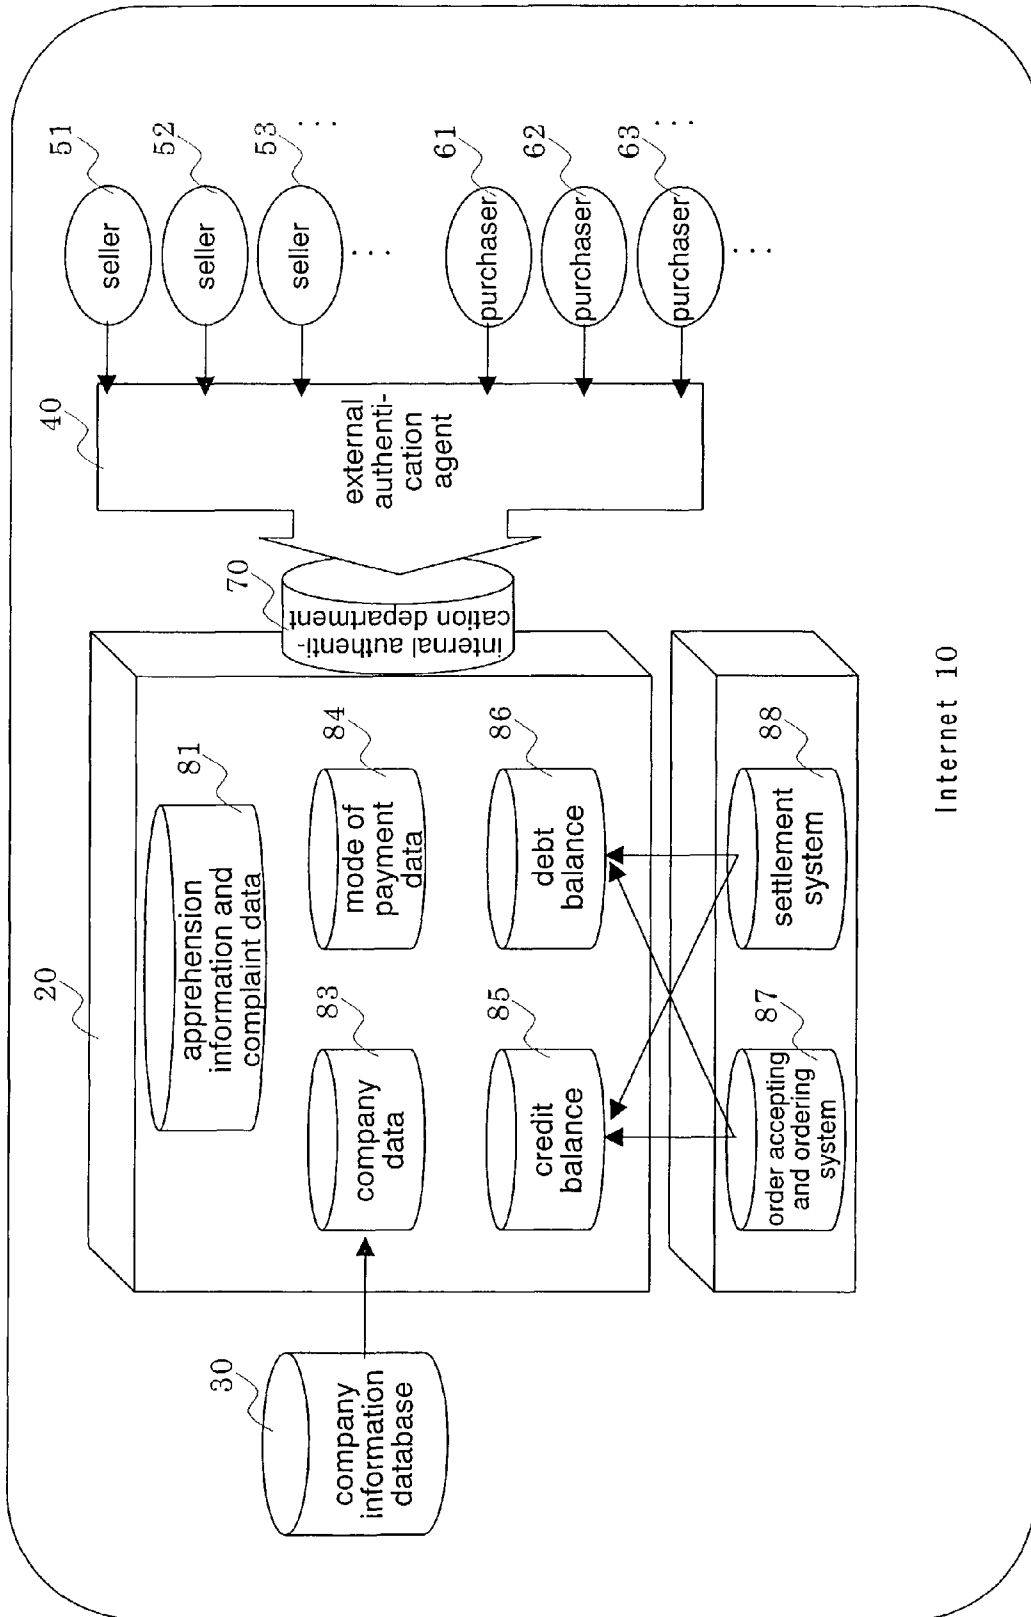 20
30
company
information
database
apprehension
information and
complaint data
81
company
data
83
mode of
payment
data
84
credit
balance
85
debt
balance
86
order accepting
and ordering
system
87
settlement
system
88
internal authenti-
cation department
70
external
authenti-
cation
agent
40
seller
51
seller
52
seller
53
...
...
purchaser
61
purchaser
62
purchaser
63
...
...
Internet 10